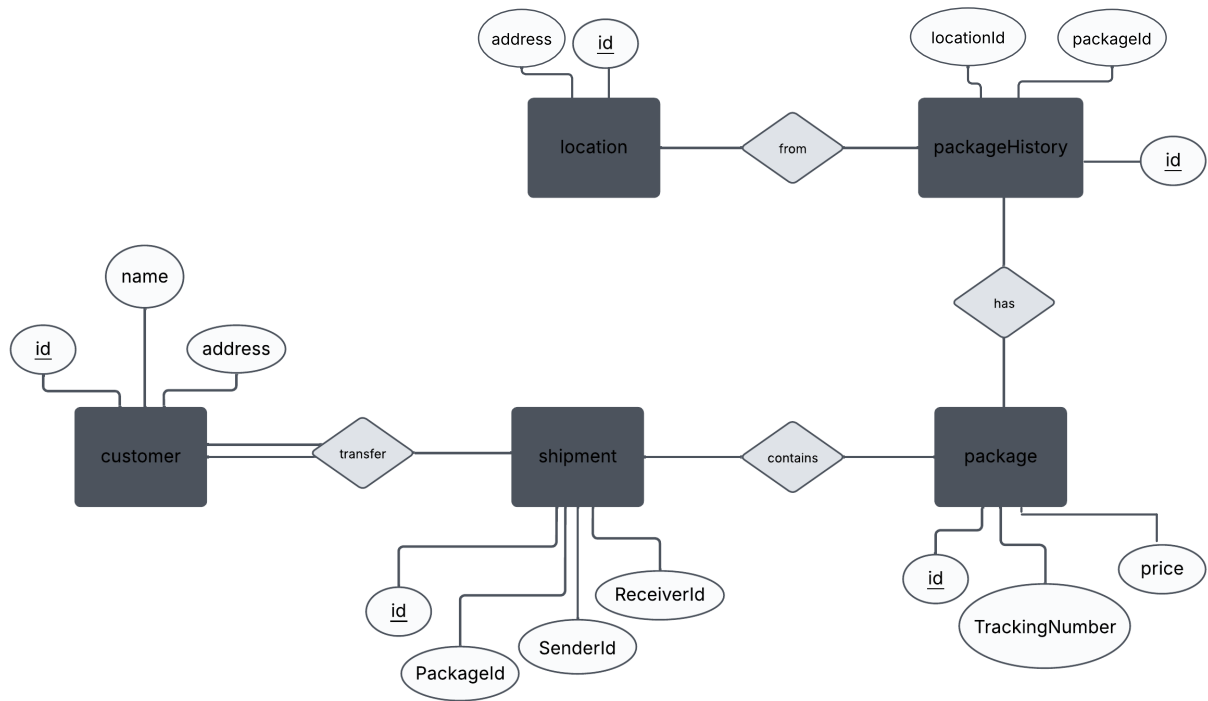 address
id
locationId
packageId
location
from
packageHistory
id
name
has
id
address
customer
transfer
shipment
contains
package
id
PackageId
SenderId
ReceiverId
id
TrackingNumber
price